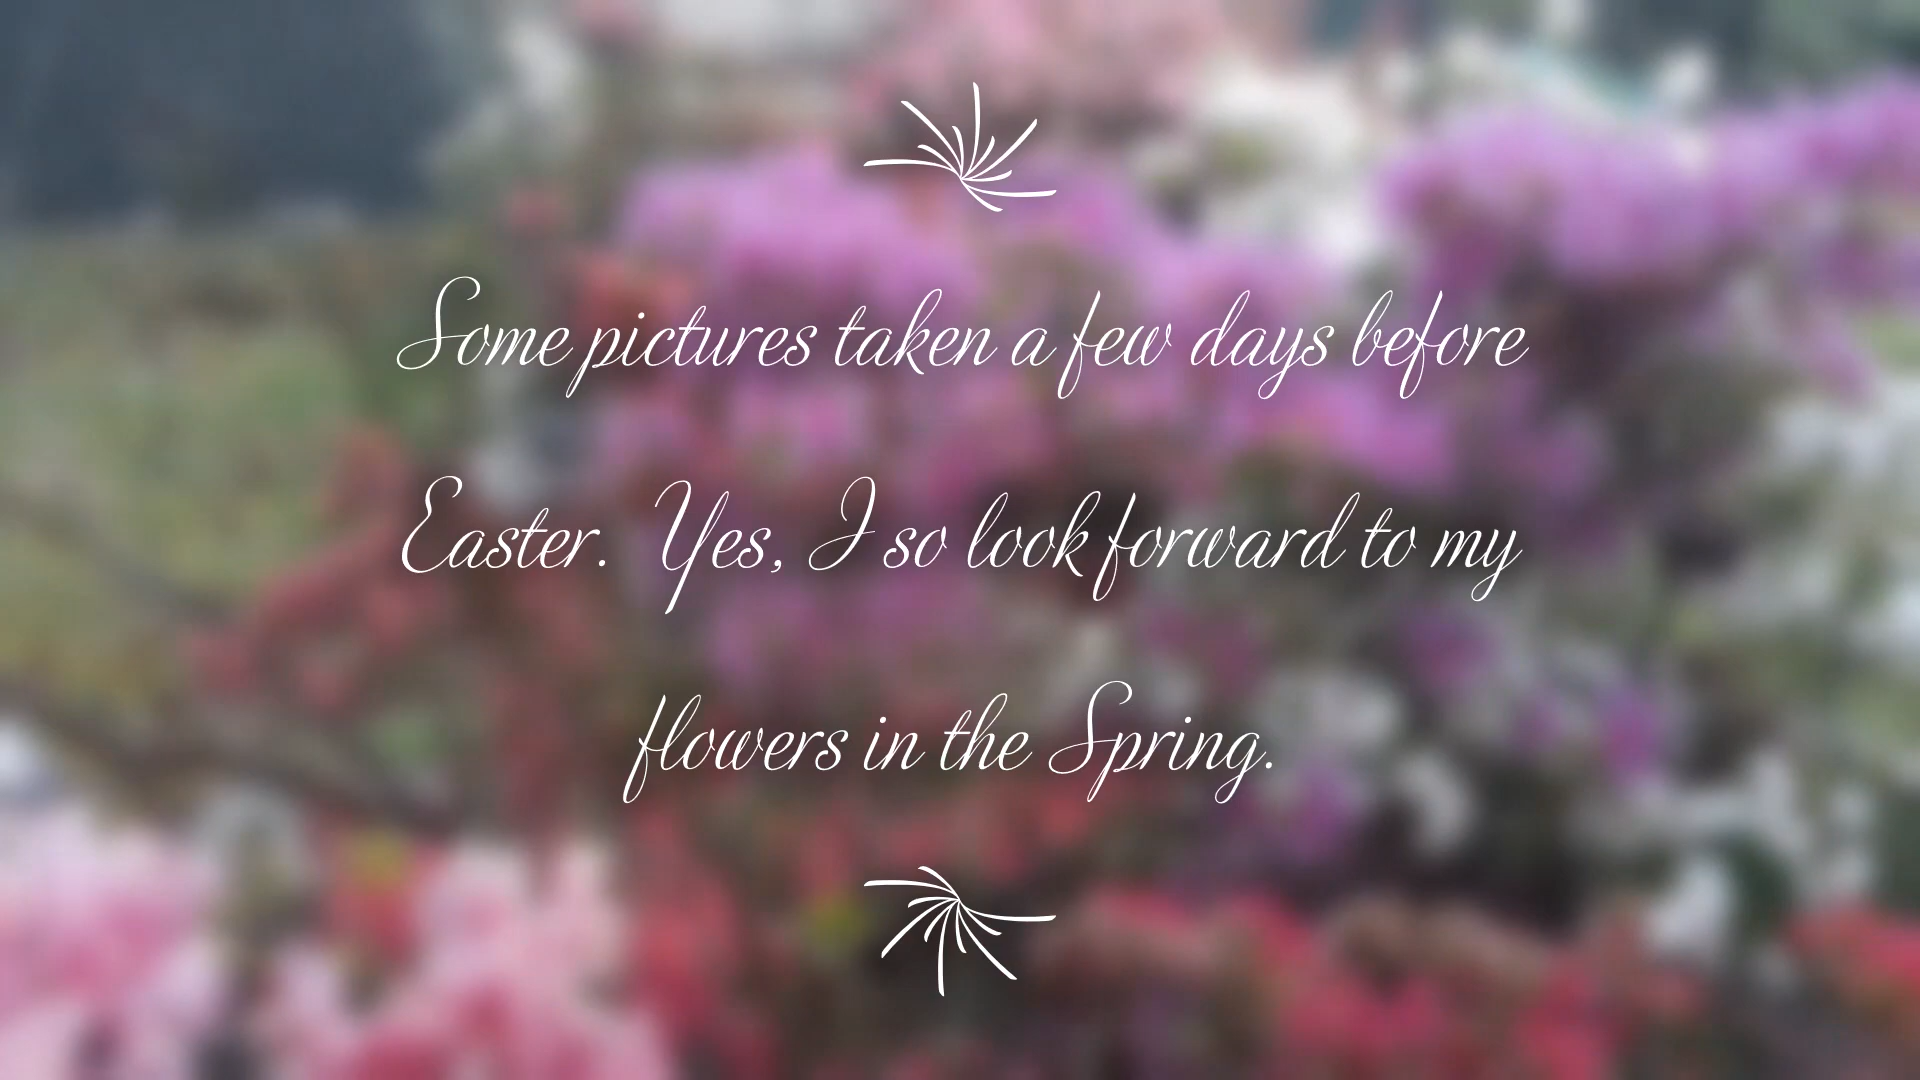 Some pictures taken a few days before
Easter.  Yes, I so look forward to my
flowers in the Spring.